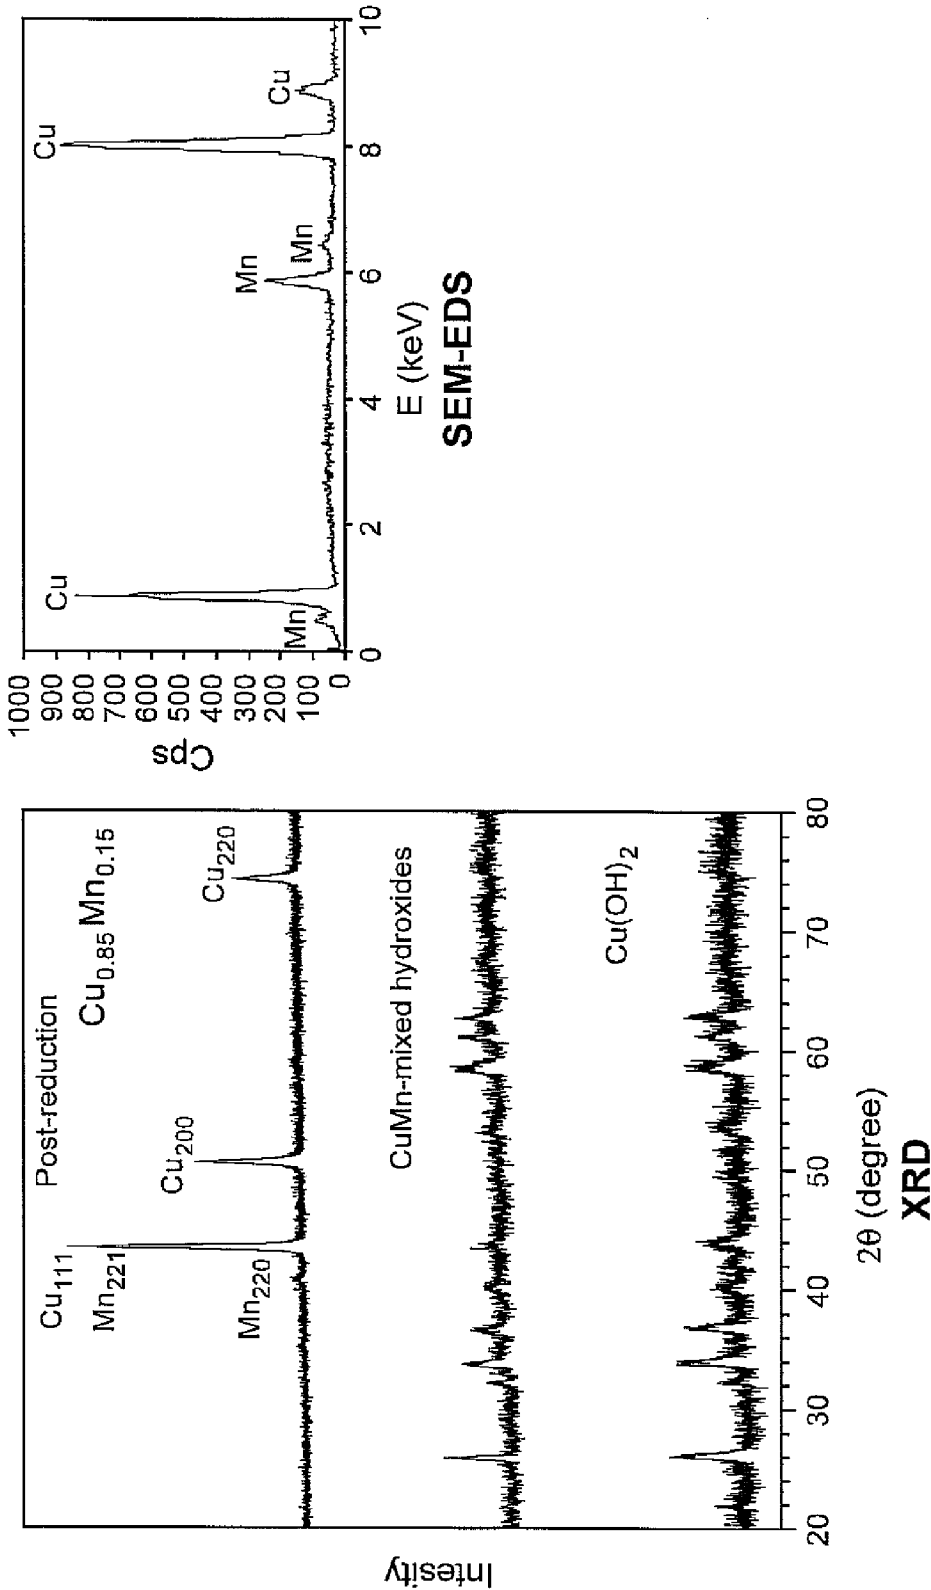 Intesity
Post-reduction
Cu0.85 Mn0.15
Cu111
Mn221
Mn220
Cu200
Cu220
CuMn-mixed hydroxides
Cu(OH)2
20 30 40 50 60 70 80
2θ (degree)
XRD
Cps
1000
900
800
700
600
500
400
300
200
100
0
Mn
Cu
Mn
Mn
Cu
Cu
0 2 4 6 8 10
E (keV)
SEM-EDS